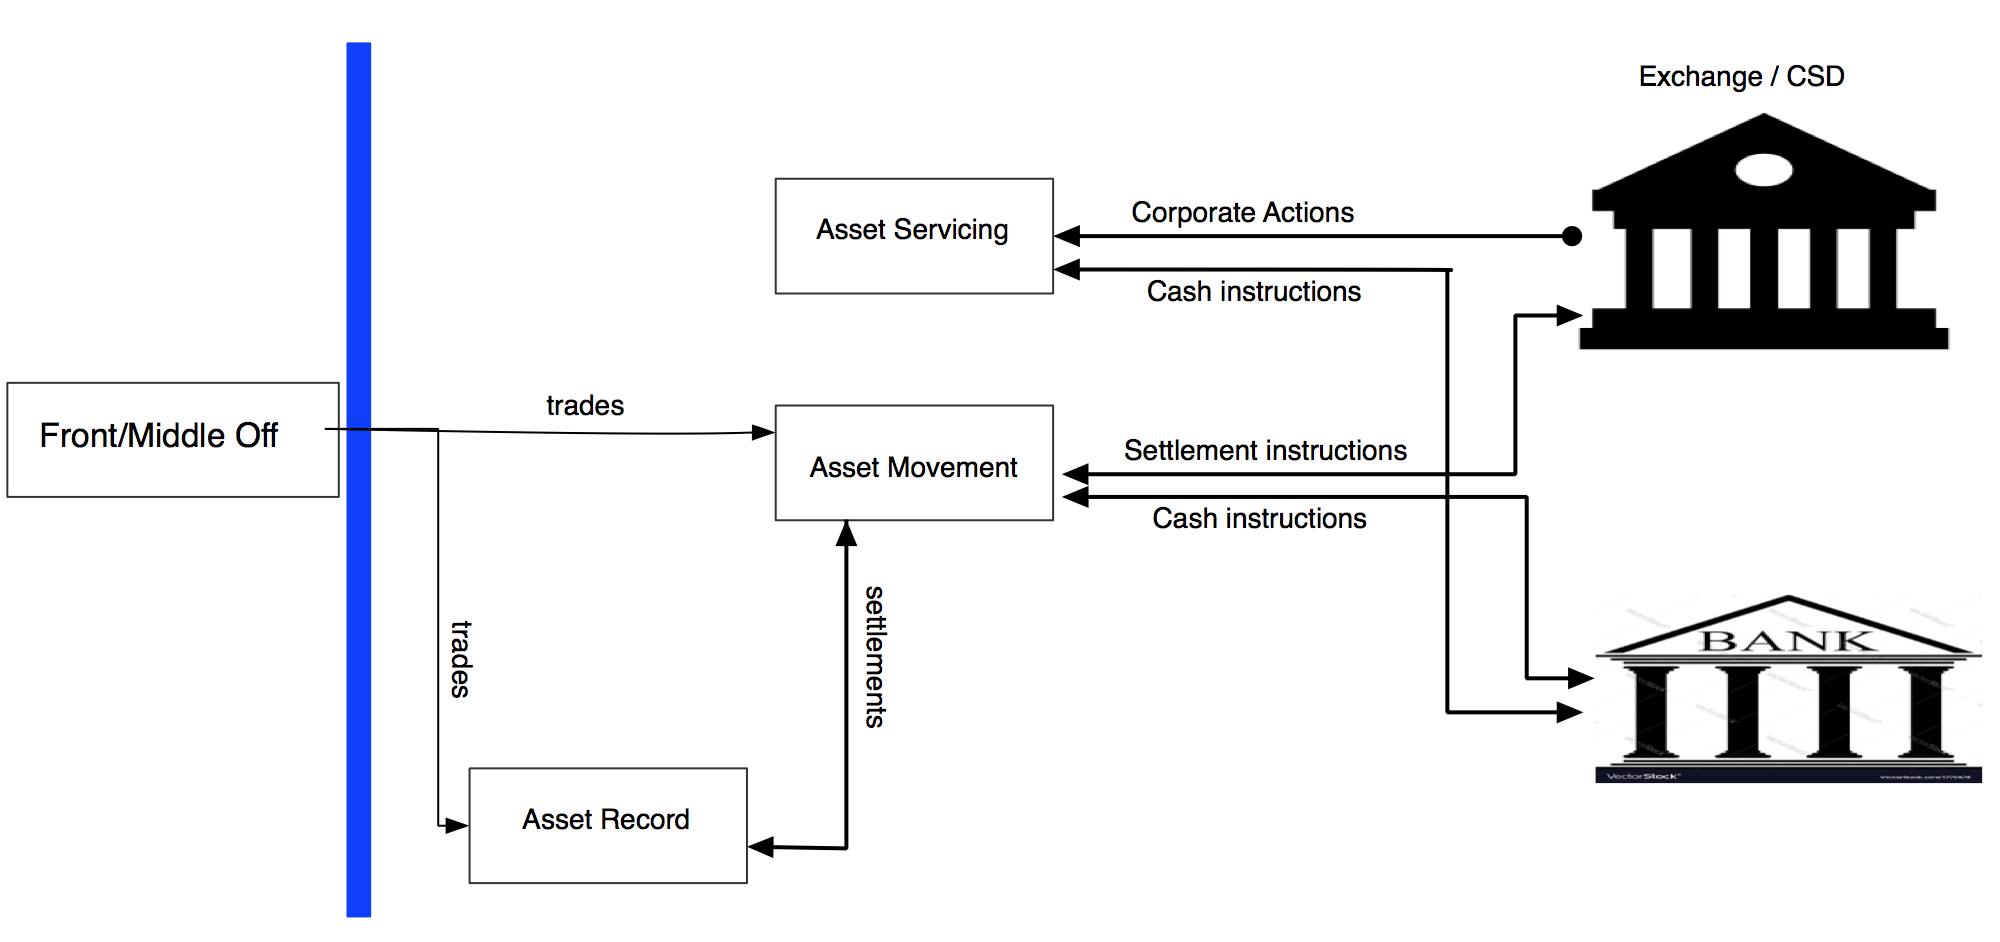 Exchange / CSD
Corporate Actions
Asset Servicing
Cash instructions
trades
Front/Middle Off
Settlement instructions
Asset Movement
Cash instructions
settlements
trades
BANK
Asset Record
VectorStock